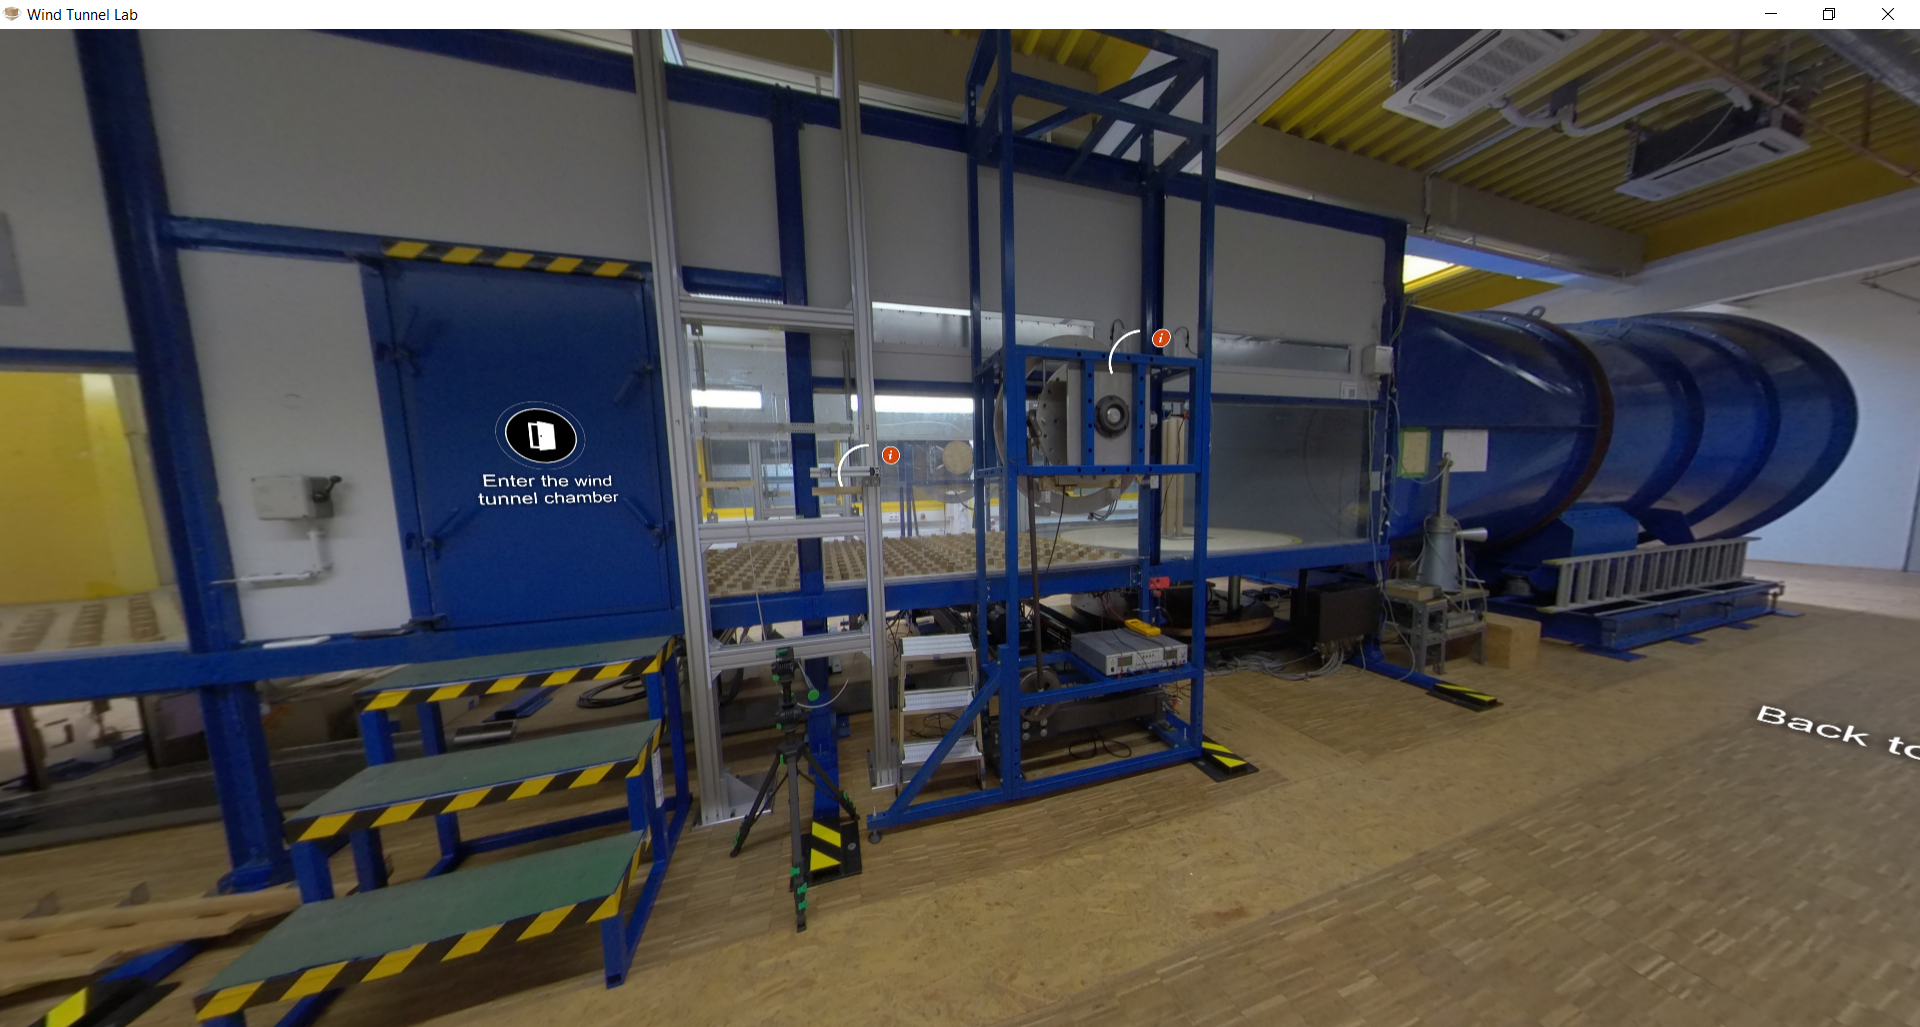 Wind Tunnel Lab
i
i
Enter the wind
tunnel chamber
Back to